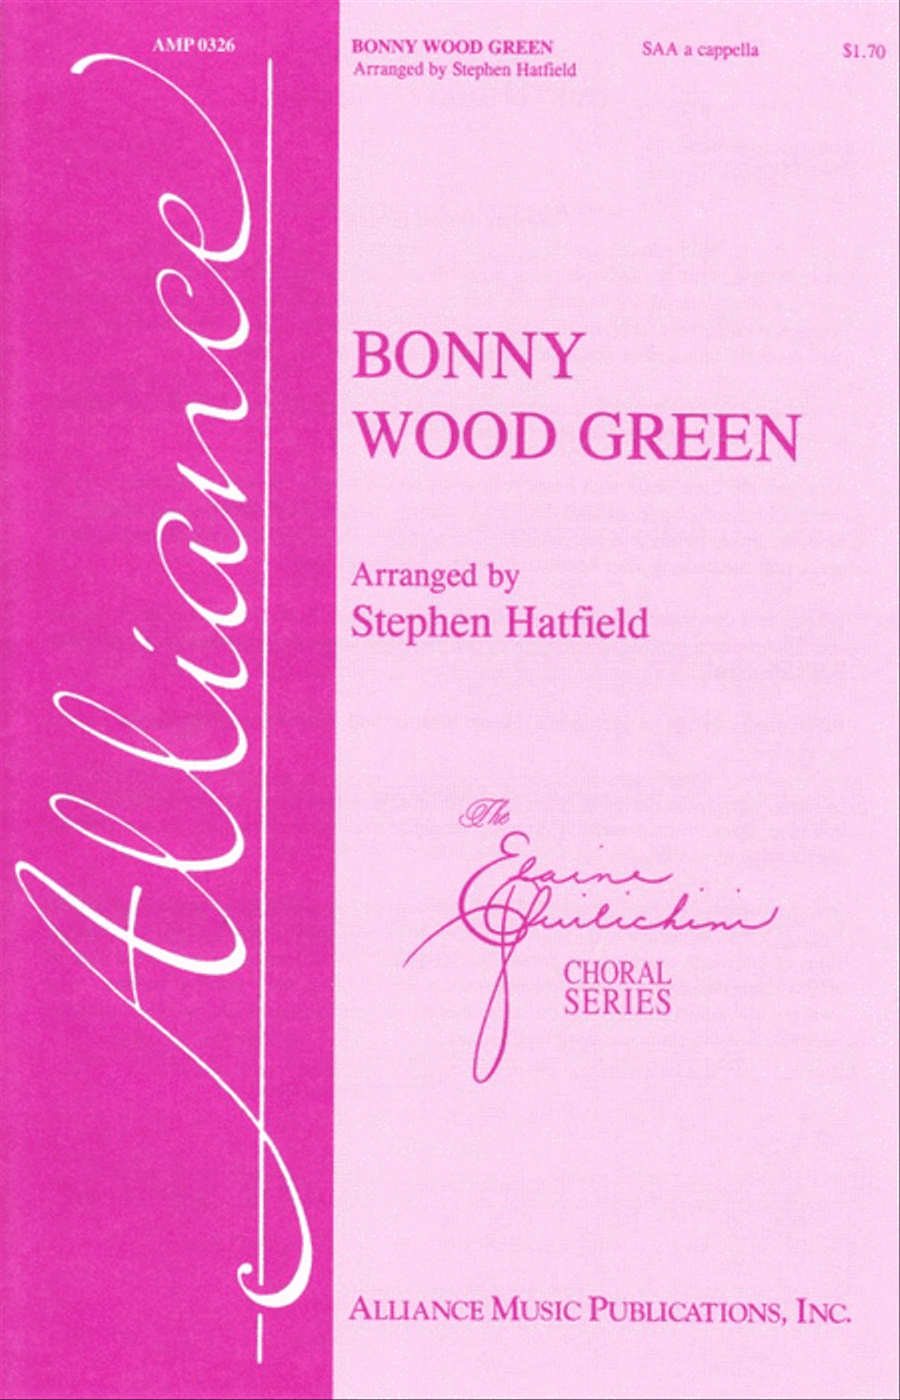 AMP 0326
BONNY WOOD GREEN SAA a cappella $1.70
Arranged by Stephen Hatfield
Alliance
BONNY
WOOD GREEN
Arranged by
Stephen Hatfield
The
Elaine
Quilichini
CHORAL
SERIES
ALLIANCE MUSIC PUBLICATIONS, INC.